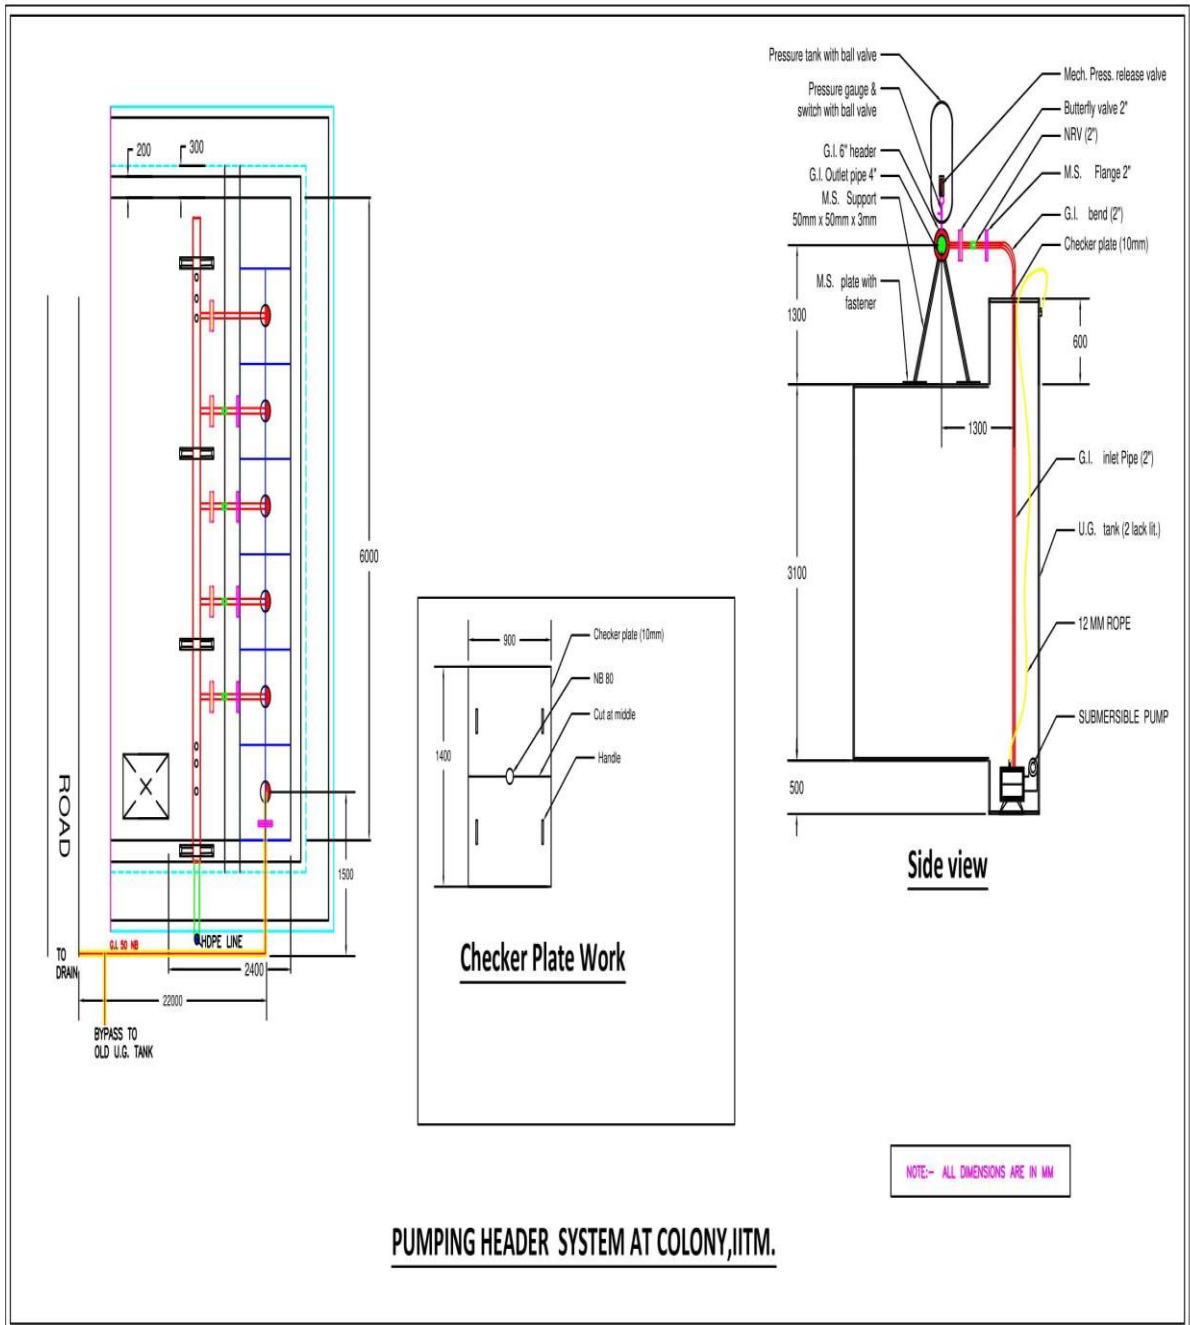 200
300
6000
1500
ROAD
TO
DRAIN
G.I. 50 NB
HDPE LINE
2400
22000
BYPASS TO
OLD U.G. TANK
900
1400
Checker plate (10mm)
NB 80
Cut at middle
Handle
Checker Plate Work
Pressure tank with ball valve
Pressure gauge &
switch with ball valve
G.I. 6" header
G.I. Outlet pipe 4"
M.S. Support
50mm x 50mm x 3mm
M.S. plate with
fastener
Mech. Press. release valve
Butterfly valve 2"
NRV (2")
M.S. Flange 2"
G.I. bend (2")
Checker plate (10mm)
1300
600
1300
G.I. inlet Pipe (2")
U.G. tank (2 lack lit.)
3100
12 MM ROPE
SUBMERSIBLE PUMP
500
Side view
NOTE:- ALL DIMENSIONS ARE IN MM
PUMPING HEADER SYSTEM AT COLONY,IITM.